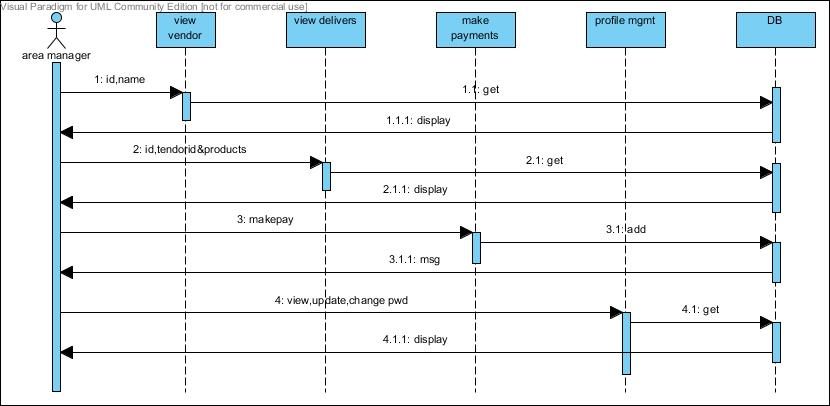 Visual Paradigm for UML Community Edition [not for commercial use]
view
vendor
view delivers
make
payments
profile mgmt
DB
area manager
1: id,name
1.1: get
1.1.1: display
2: id,tendorid&products
2.1: get
2.1.1: display
3: makepay
3.1: add
3.1.1: msg
4: view,update,change pwd
4.1: get
4.1.1: display